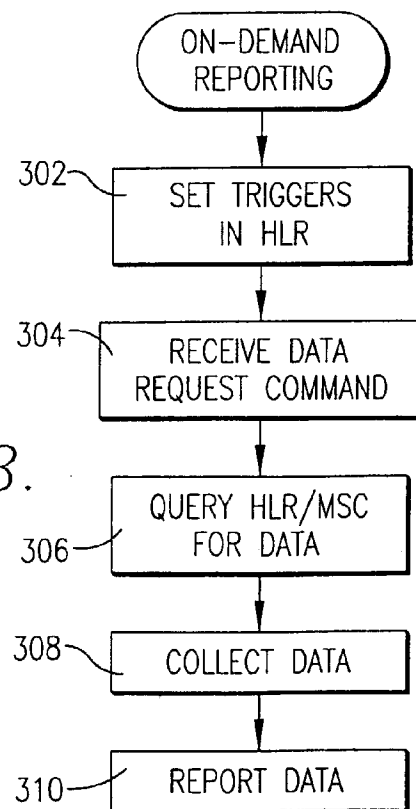 ON-DEMAND
REPORTING
302
SET TRIGGERS
IN HLR
304
RECEIVE DATA
REQUEST COMMAND
3.
QUERY HLR/MSC
FOR DATA
306
308
COLLECT DATA
310
REPORT DATA